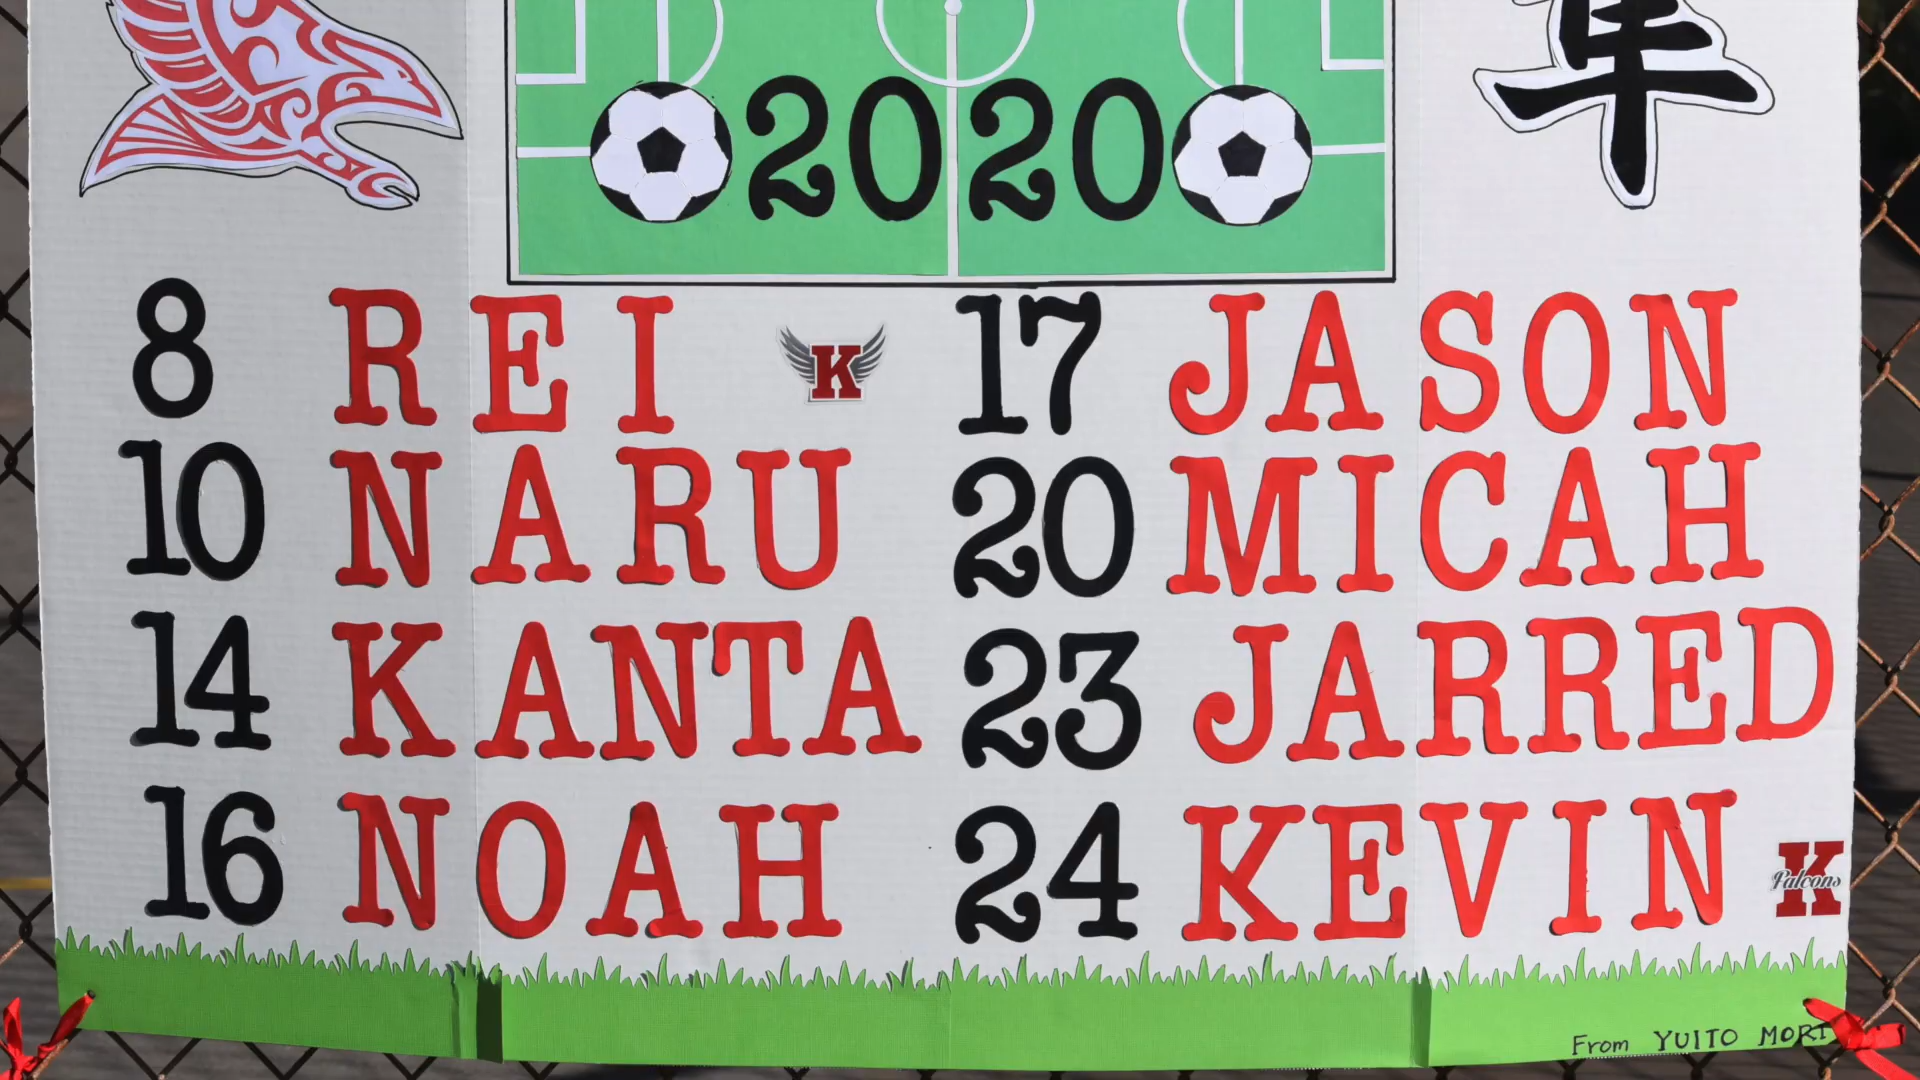 隼
2020
8 REI K 17 JASON
10 NARU 20 MICAH
14 KANTA 23 JARRED
16 NOAH 24 KEVIN
K Falcons
From YUITO MORI